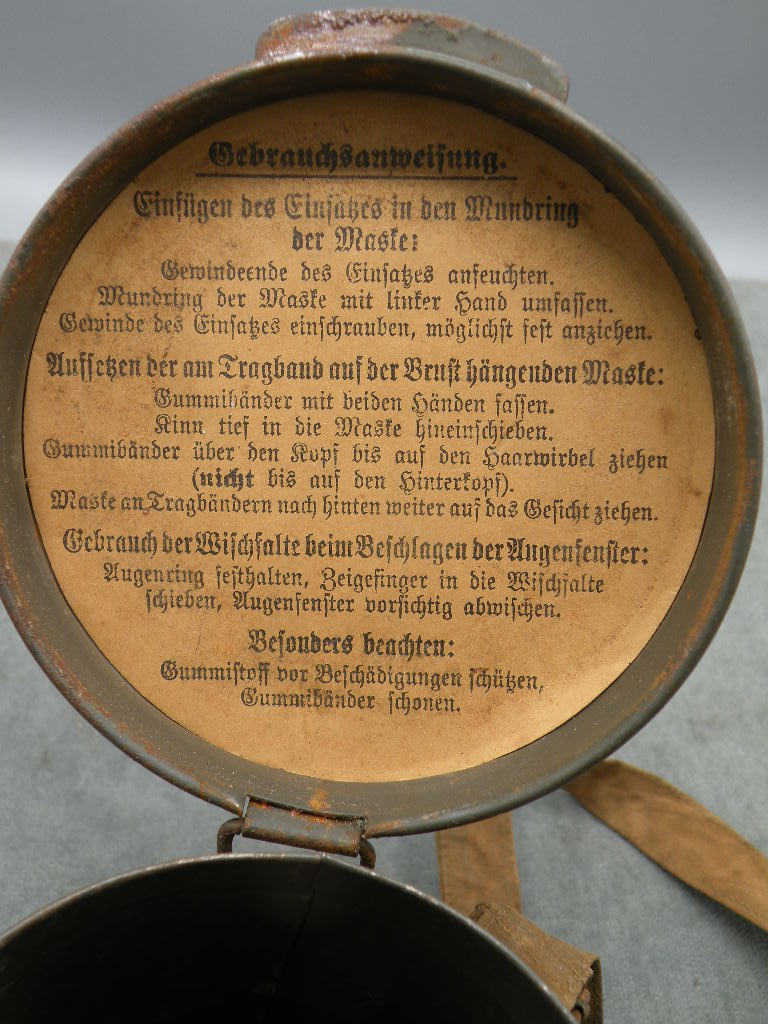 Gebrauchsanweisung.
Einfügen des Einsatzes in den Mundring
der Maske:
Gewindeende des Einsatzes anfeuchten.
Mundring der Maske mit linker Hand umfassen.
Gewinde des Einsatzes einschrauben, möglichst fest anziehen.
Aufsetzen der am Tragband auf der Brust hängenden Maske:
Gummibänder mit beiden Händen fassen.
Kinn tief in die Maske hineinschieben.
Gummibänder über den Kopf bis auf den Haarwirbel ziehen
(nicht bis auf den Hinterkopf).
Maske an Tragbändern nach hinten weiter auf das Gesicht ziehen.
Gebrauch der Wischfalte beim Beschlagen der Augenfenster:
Augenring festhalten, Zeigefinger in die Wischfalte
schieben, Augenfenster vorsichtig abwischen.
Besonders beachten:
Gummistoff vor Beschädigungen schützen,
Gummibänder schonen.